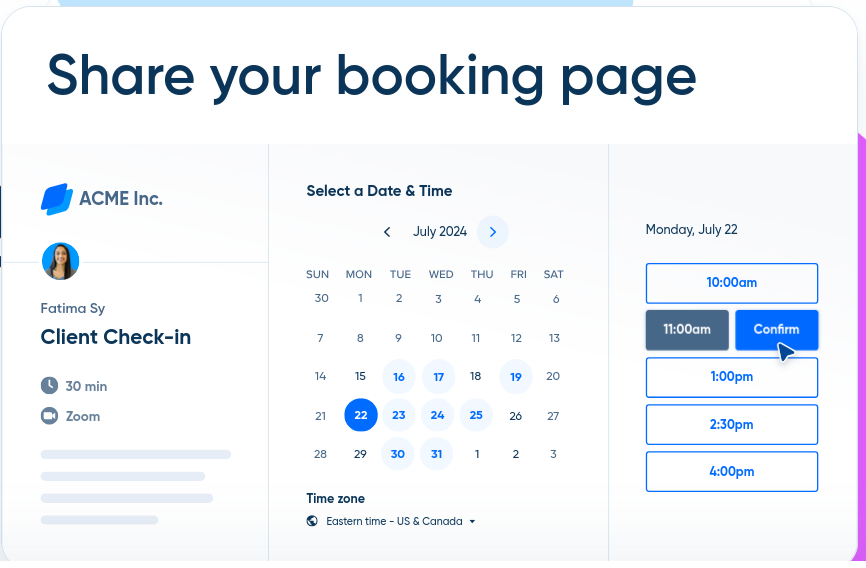 Share your booking page
ACME Inc.
Fatima Sy
Client Check-in
30 min
Zoom
Select a Date & Time
July 2024
SUN MON TUE WED THU FRI SAT
30 1 2 3 4 5 6
7 8 9 10 11 12 13
14 15 16 17 18 19 20
21 22 23 24 25 26 27
28 29 30 31 1 2 3
Time zone
Eastern time - US & Canada
Monday, July 22
10:00am
11:00am Confirm
1:00pm
2:30pm
4:00pm